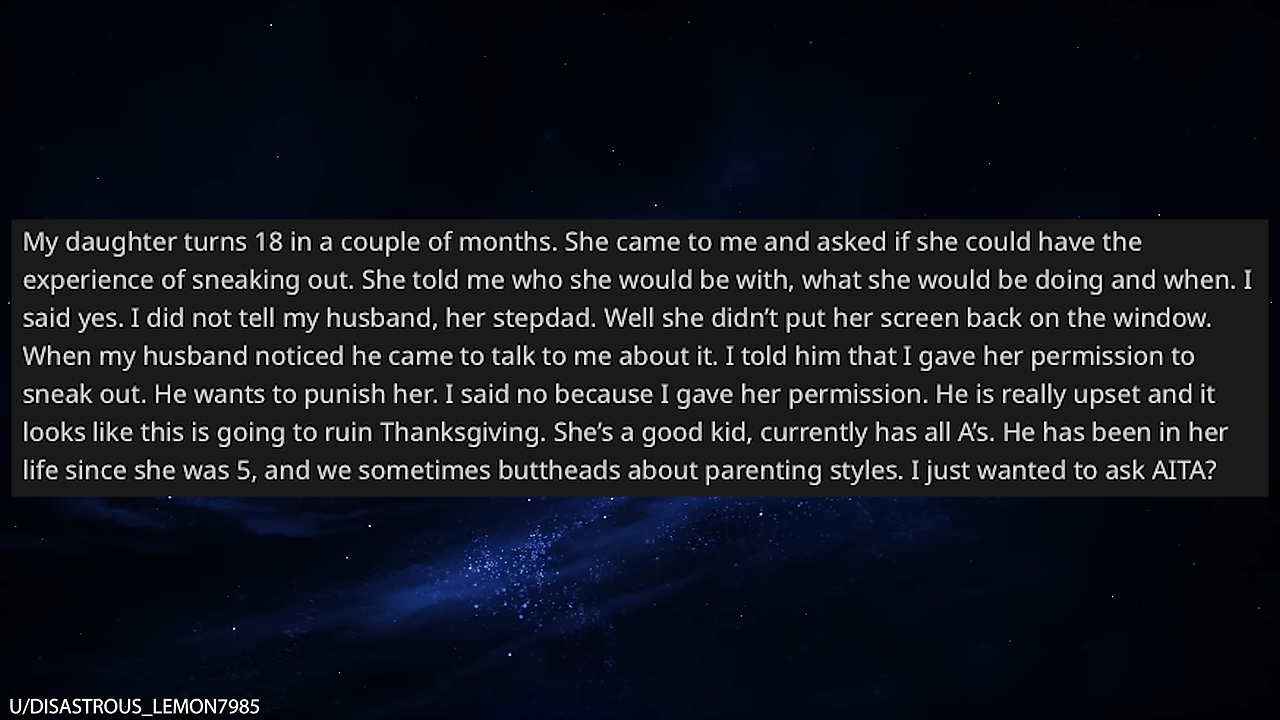 My daughter turns 18 in a couple of months. She came to me and asked if she could have the
experience of sneaking out. She told me who she would be with, what she would be doing and when. I
said yes. I did not tell my husband, her stepdad. Well she didn’t put her screen back on the window.
When my husband noticed he came to talk to me about it. I told him that I gave her permission to
sneak out. He wants to punish her. I said no because I gave her permission. He is really upset and it
looks like this is going to ruin Thanksgiving. She’s a good kid, currently has all A’s. He has been in her
life since she was 5, and we sometimes buttheads about parenting styles. I just wanted to ask AITA?
U/DISASTROUS_LEMON7985